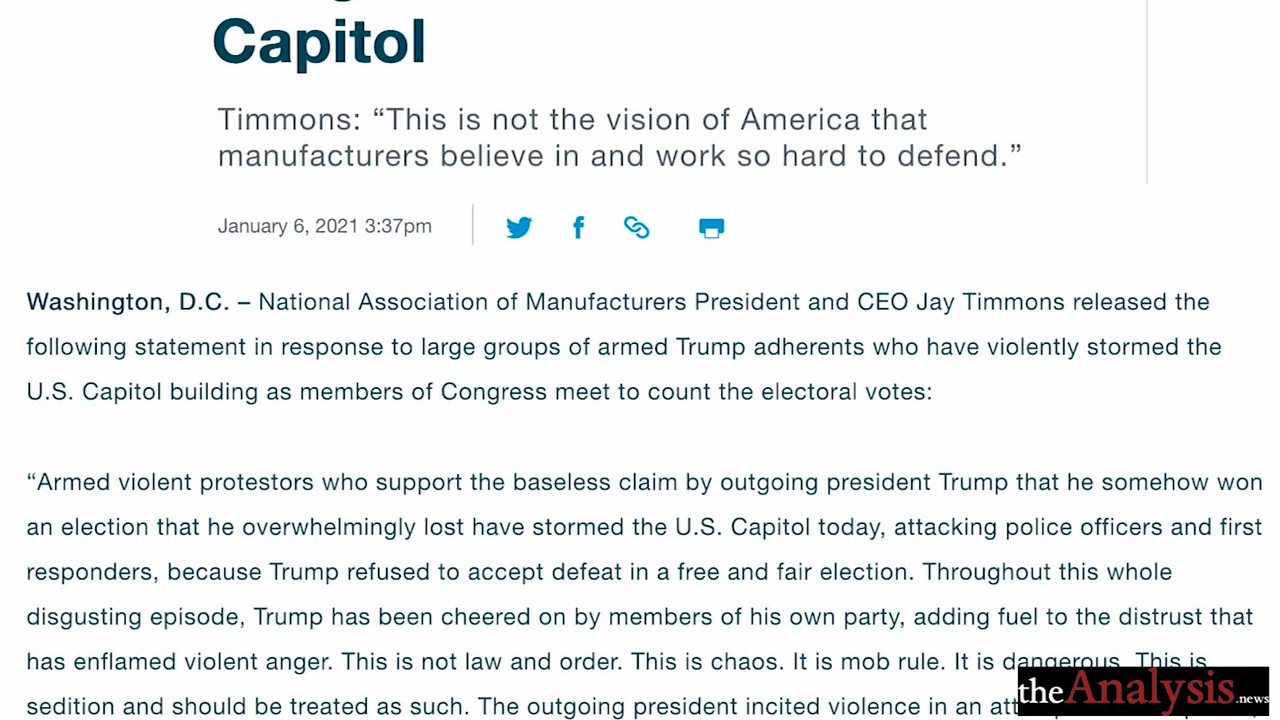 Capitol
Timmons: “This is not the vision of America that
manufacturers believe in and work so hard to defend.”
January 6, 2021 3:37pm
Washington, D.C. – National Association of Manufacturers President and CEO Jay Timmons released the
following statement in response to large groups of armed Trump adherents who have violently stormed the
U.S. Capitol building as members of Congress meet to count the electoral votes:
“Armed violent protestors who support the baseless claim by outgoing president Trump that he somehow won
an election that he overwhelmingly lost have stormed the U.S. Capitol today, attacking police officers and first
responders, because Trump refused to accept defeat in a free and fair election. Throughout this whole
disgusting episode, Trump has been cheered on by members of his own party, adding fuel to the distrust that
has enflamed violent anger. This is not law and order. This is chaos. It is mob rule. It is dangerous. This is
sedition and should be treated as such. The outgoing president incited violence in an
theAnalysis.news